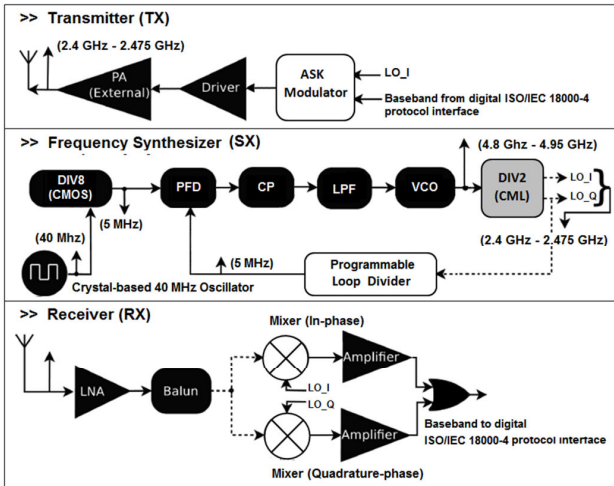 >> Transmitter (TX)
(2.4 GHz - 2.475 GHz)
PA
(External)
Driver
ASK
Modulator
LO_I
Baseband from digital ISO/IEC 18000-4
protocol interface
>> Frequency Synthesizer (SX)
(4.8 Ghz - 4.95 GHz)
DIV8
(CMOS)
PFD
CP
LPF
VCO
DIV2
(CML)
LO_I
LO_Q
(5 MHz)
(40 Mhz)
(2.4 GHz - 2.475 GHz)
(5 MHz)
Programmable
Loop Divider
Crystal-based 40 MHz Oscillator
>> Receiver (RX)
Mixer (In-phase)
Amplifier
LNA
Balun
LO_I
LO_Q
Amplifier
Baseband to digital
ISO/IEC 18000-4 protocol interface
Mixer (Quadrature-phase)